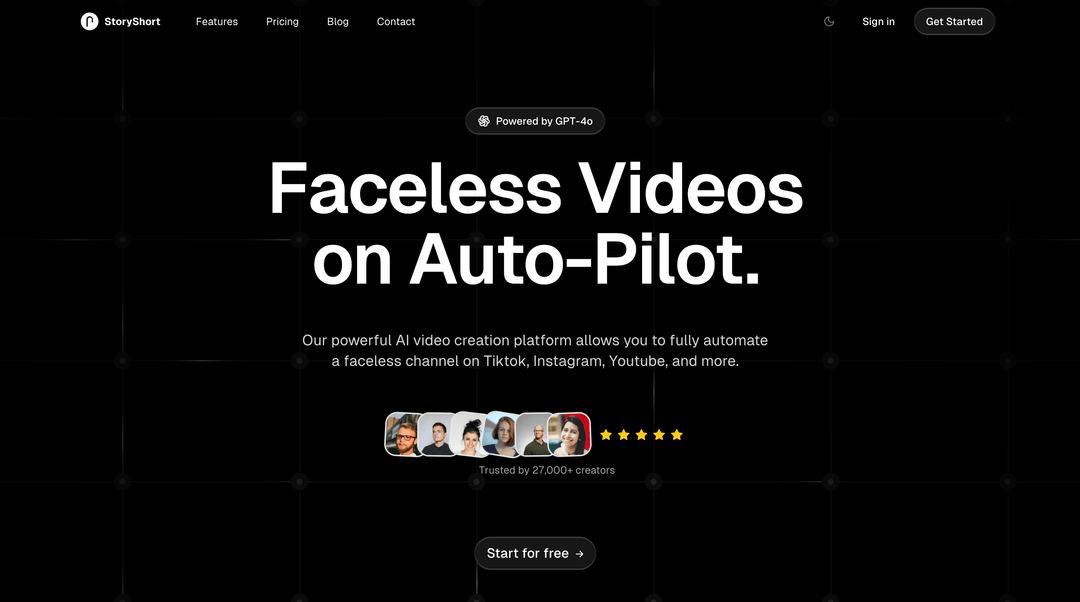 StoryShort
Features
Pricing
Blog
Contact
Sign in
Get Started
Powered by GPT-4o
Faceless Videos
on Auto-Pilot.
Our powerful AI video creation platform allows you to fully automate
a faceless channel on Tiktok, Instagram, Youtube, and more.
Trusted by 27,000+ creators
Start for free →